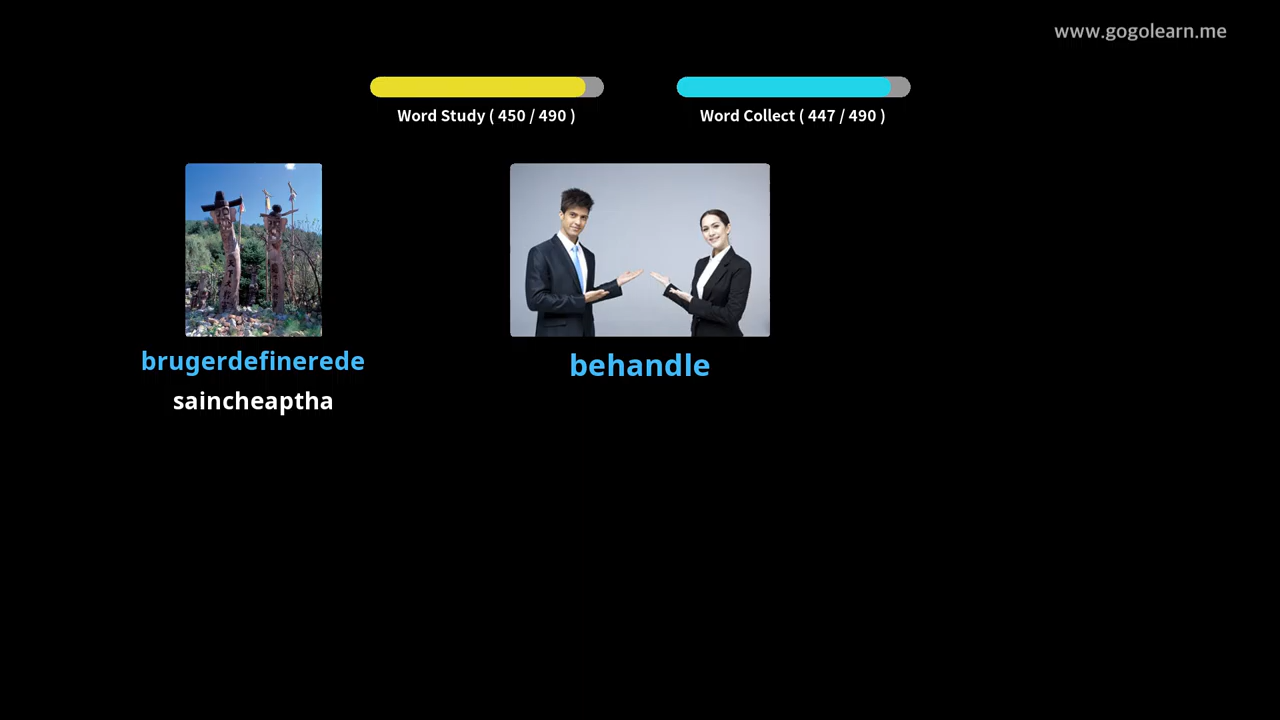 www.gogolearn.me
Word Study ( 450 / 490 )
Word Collect ( 447 / 490 )
brugerdefinerede
saincheaptha
behandle